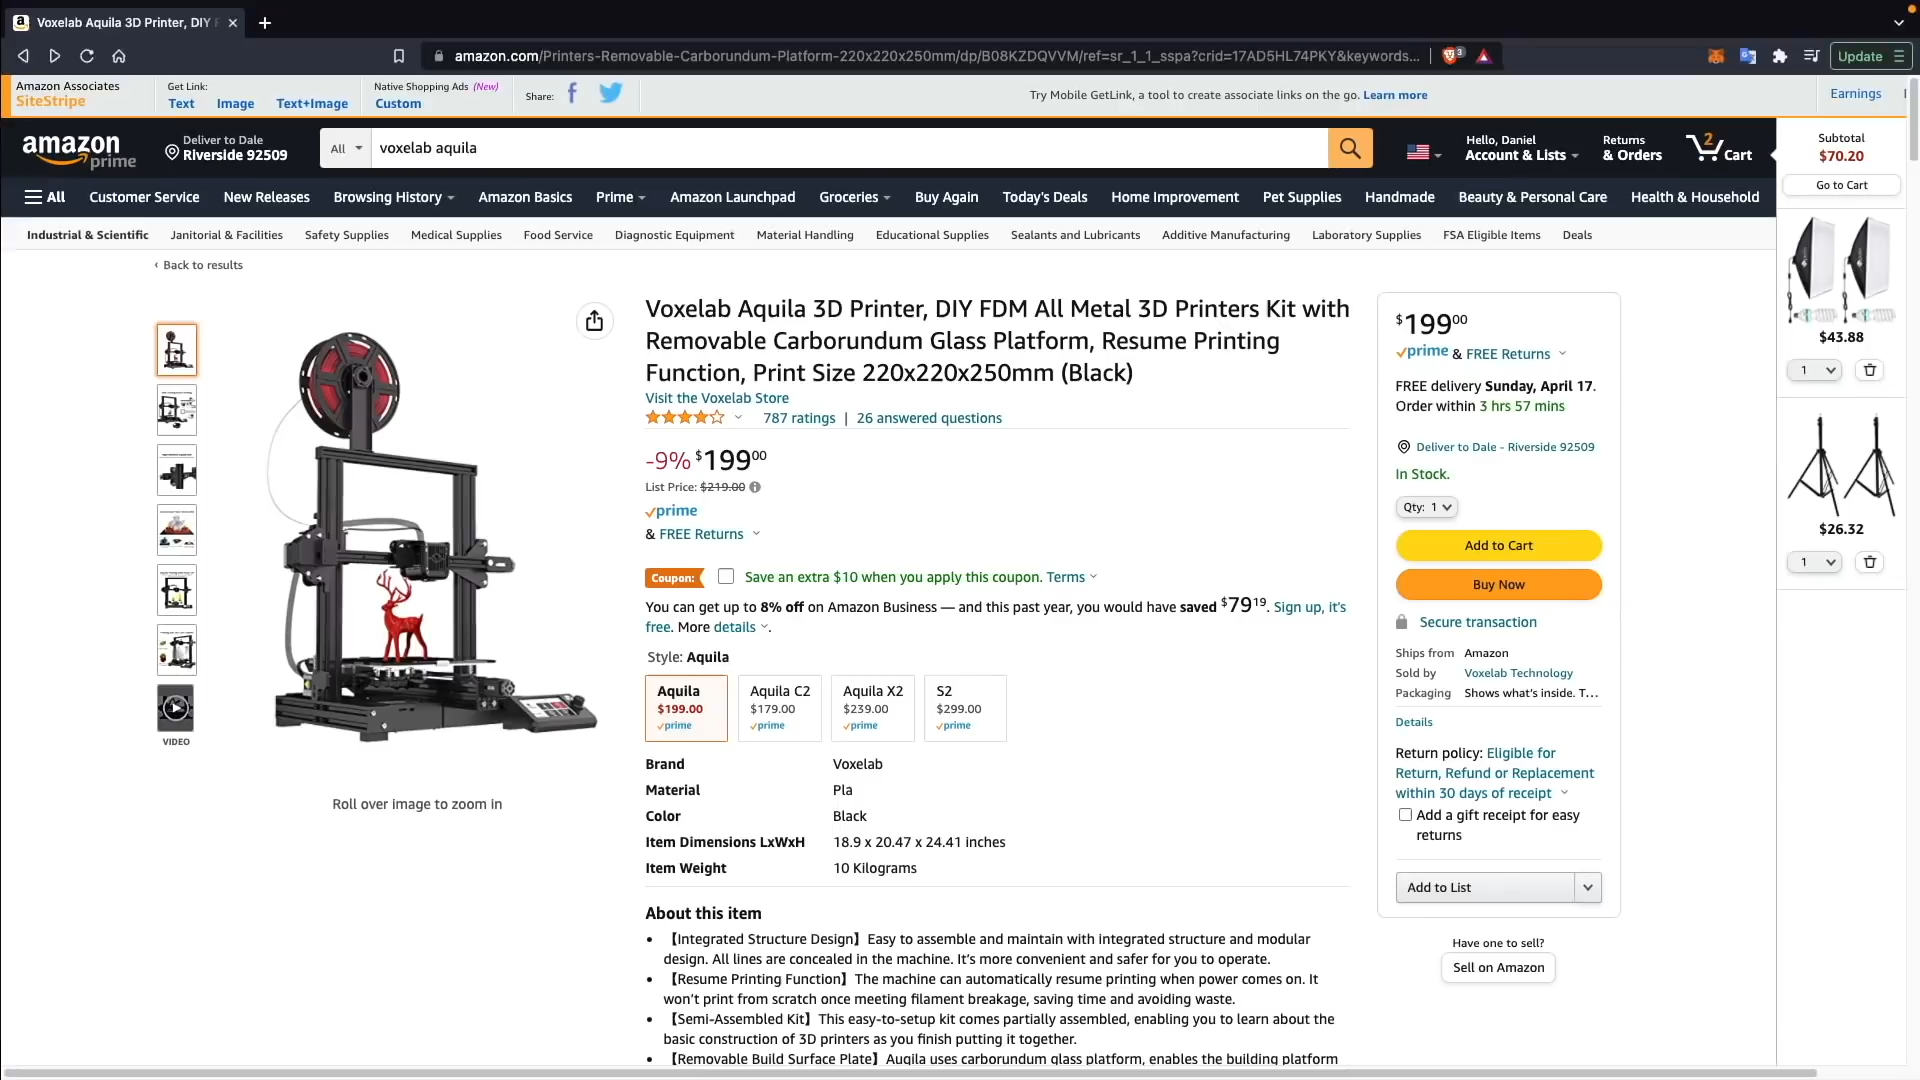 Voxelab Aquila 3D Printer, DIY F
amazon.com/Printers-Removable-Carborundum-Platform-220x220x250mm/dp/B08KZDQVVM/ref=sr_1_1_sspa?crid=17AD5HL74PKY&keywords...
3
Update
Amazon Associates
SiteStripe
Get Link:
Text Image Text+Image
Native Shopping Ads (New)
Custom
Share:
Try Mobile GetLink, a tool to create associate links on the go. Learn more
Earnings
amazon prime
Deliver to Dale
Riverside 92509
All
voxelab aquila
Hello, Daniel
Account & Lists
Returns
& Orders
2
Cart
Subtotal
$70.20
Go to Cart
All Customer Service New Releases Browsing History Amazon Basics Prime Amazon Launchpad Groceries Buy Again Today's Deals Home Improvement Pet Supplies Handmade Beauty & Personal Care Health & Household
Industrial & Scientific Janitorial & Facilities Safety Supplies Medical Supplies Food Service Diagnostic Equipment Material Handling Educational Supplies Sealants and Lubricants Additive Manufacturing Laboratory Supplies FSA Eligible Items Deals
‹ Back to results
VIDEO
Roll over image to zoom in
Voxelab Aquila 3D Printer, DIY FDM All Metal 3D Printers Kit with
Removable Carborundum Glass Platform, Resume Printing
Function, Print Size 220x220x250mm (Black)
Visit the Voxelab Store
787 ratings | 26 answered questions
-9% $199 00
List Price: $219.00
prime
& FREE Returns
Coupon: Save an extra $10 when you apply this coupon. Terms
You can get up to 8% off on Amazon Business — and this past year, you would have saved $79 19. Sign up, it's
free. More details.
Style: Aquila
Aquila
$199.00
prime
Aquila C2
$179.00
prime
Aquila X2
$239.00
prime
S2
$299.00
prime
Brand Voxelab
Material Pla
Color Black
Item Dimensions LxWxH 18.9 x 20.47 x 24.41 inches
Item Weight 10 Kilograms
About this item
• 【Integrated Structure Design】Easy to assemble and maintain with integrated structure and modular
design. All lines are concealed in the machine. It's more convenient and safer for you to operate.
• 【Resume Printing Function】The machine can automatically resume printing when power comes on. It
won't print from scratch once meeting filament breakage, saving time and avoiding waste.
• 【Semi-Assembled Kit】This easy-to-setup kit comes partially assembled, enabling you to learn about the
basic construction of 3D printers as you finish putting it together.
• 【Removable Build Surface Plate】Aquila uses carborundum glass platform, enables the building platform
$199 00
prime & FREE Returns
FREE delivery Sunday, April 17.
Order within 3 hrs 57 mins
Deliver to Dale - Riverside 92509
In Stock.
Qty: 1
Add to Cart
Buy Now
Secure transaction
Ships from Amazon
Sold by Voxelab Technology
Packaging Shows what's inside. T...
Details
Return policy: Eligible for
Return, Refund or Replacement
within 30 days of receipt
Add a gift receipt for easy
returns
Add to List
Have one to sell?
Sell on Amazon
$43.88
1
$26.32
1